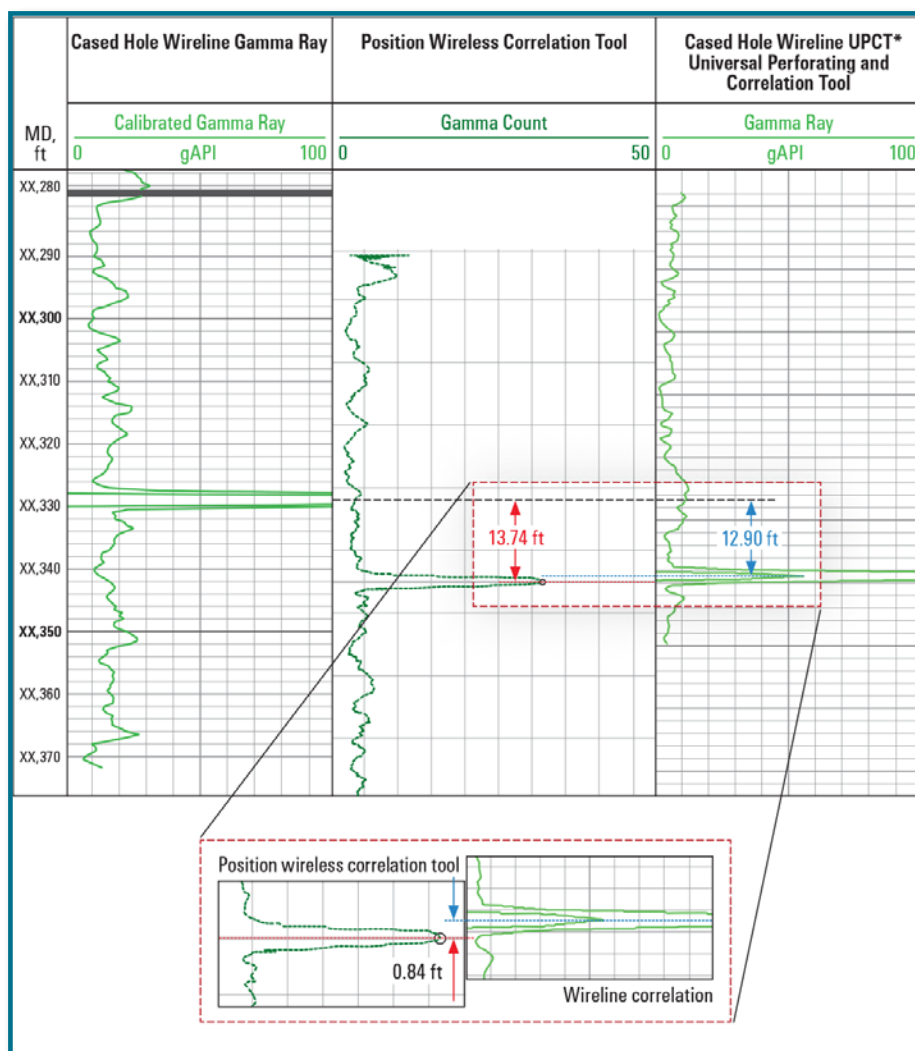 Cased Hole Wireline Gamma Ray
Position Wireless Correlation Tool
Cased Hole Wireline UPCT*
Universal Perforating and
Correlation Tool
MD,
ft
Calibrated Gamma Ray
0 gAPI 100
Gamma Count
0 50
Gamma Ray
0 gAPI 100
XX,280
XX,290
XX,300
XX,310
XX,320
XX,330
XX,340
XX,350
XX,360
XX,370
13.74 ft
12.90 ft
Position wireless correlation tool
0.84 ft
Wireline correlation